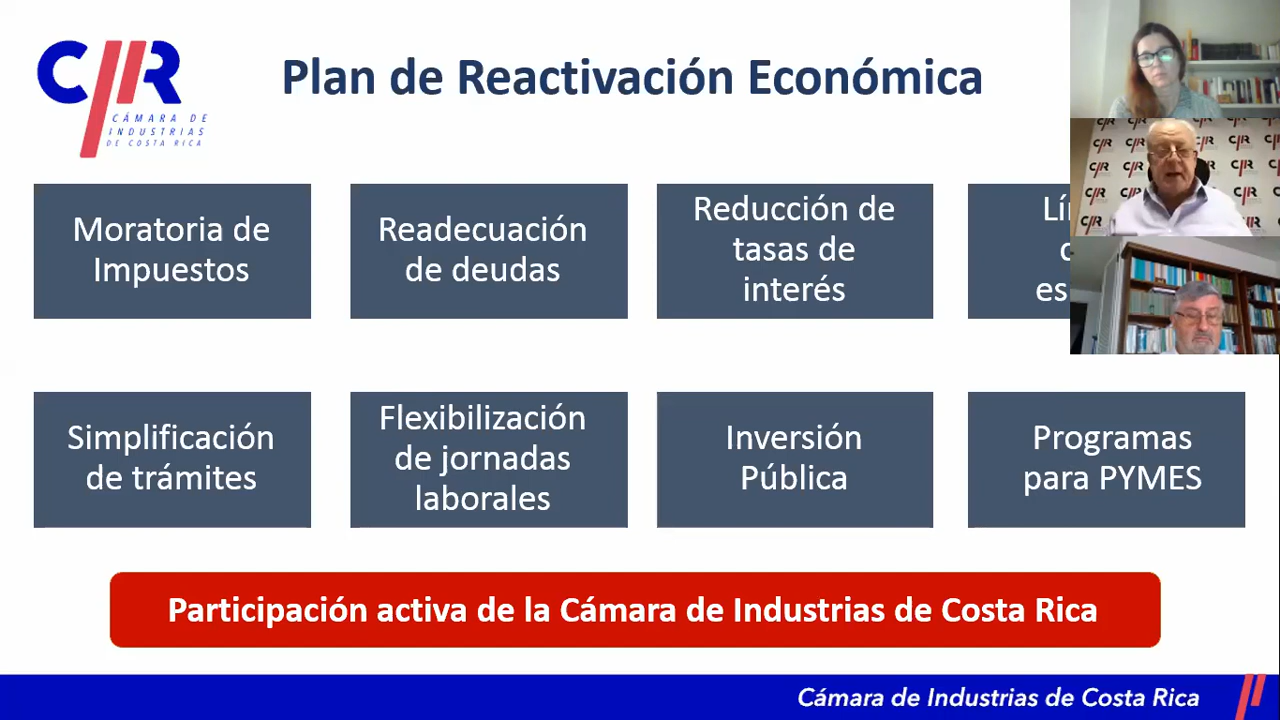 CIR
CÁMARA DE
INDUSTRIAS
DE COSTA RICA
Plan de Reactivación Económica
Moratoria de
Impuestos
Readecuación
de deudas
Reducción de
tasas de
interés
Simplificación
de trámites
Flexibilización
de jornadas
laborales
Inversión
Pública
Programas
para PYMES
Participación activa de la Cámara de Industrias de Costa Rica
Cámara de Industrias de Costa Rica